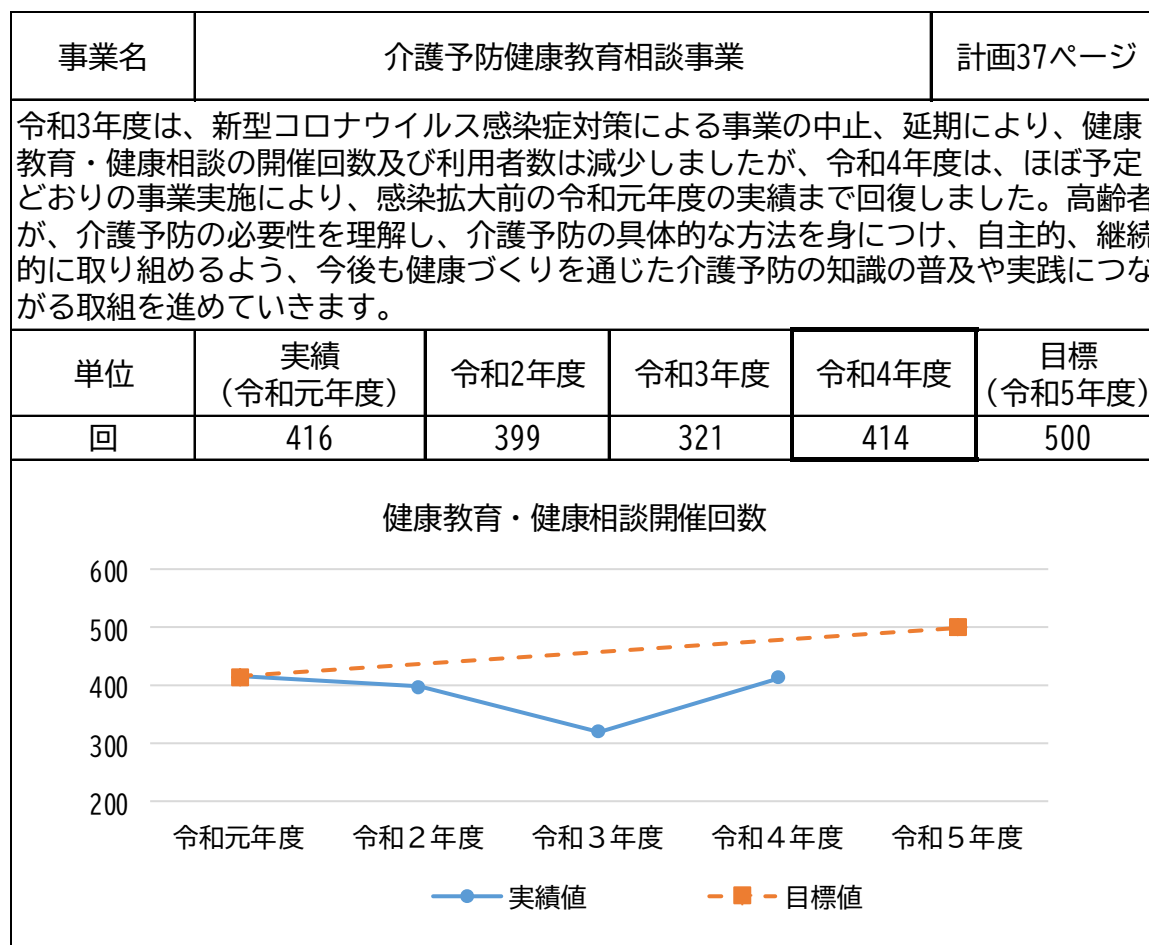 事業名 介護予防健康教育相談事業 計画37ページ
令和3年度は、新型コロナウイルス感染症対策による事業の中止、延期により、健康
教育・健康相談の開催回数及び利用者数は減少しましたが、令和4年度は、ほぼ予定
どおりの事業実施により、感染拡大前の令和元年度の実績まで回復しました。高齢者
が、介護予防の必要性を理解し、介護予防の具体的な方法を身につけ、自主的、継続
的に取り組めるよう、今後も健康づくりを通じた介護予防の知識の普及や実践につな
がる取組を進めていきます。
単位 実績（令和元年度） 令和2年度 令和3年度 令和4年度 目標（令和5年度）
回 416 399 321 414 500
健康教育・健康相談開催回数
600
500
400
300
200
令和元年度 令和２年度 令和３年度 令和４年度 令和５年度
実績値 目標値